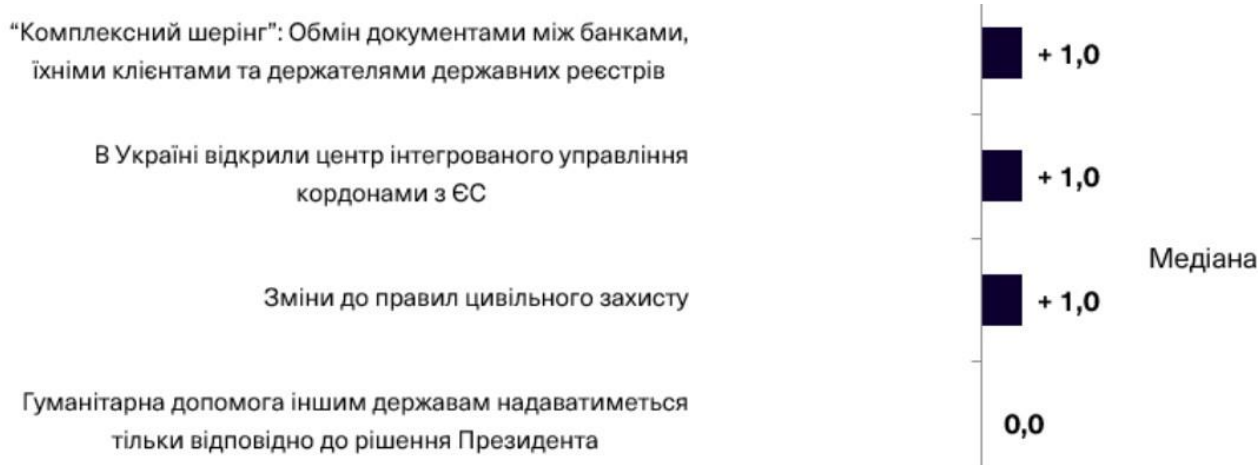 “Комплексний шерінг”: Обмін документами між банками,
їхніми клієнтами та держателями державних реєстрів
+ 1,0
В Україні відкрили центр інтегрованого управління
кордонами з ЄС
+ 1,0
Медіана
Зміни до правил цивільного захисту
+ 1,0
Гуманітарна допомога іншим державам надаватиметься
тільки відповідно до рішення Президента
0,0